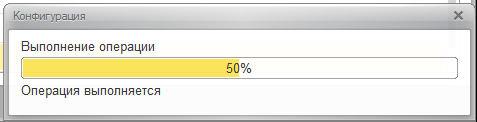 Конфигурация
Выполнение операции
50%
Операция выполняется